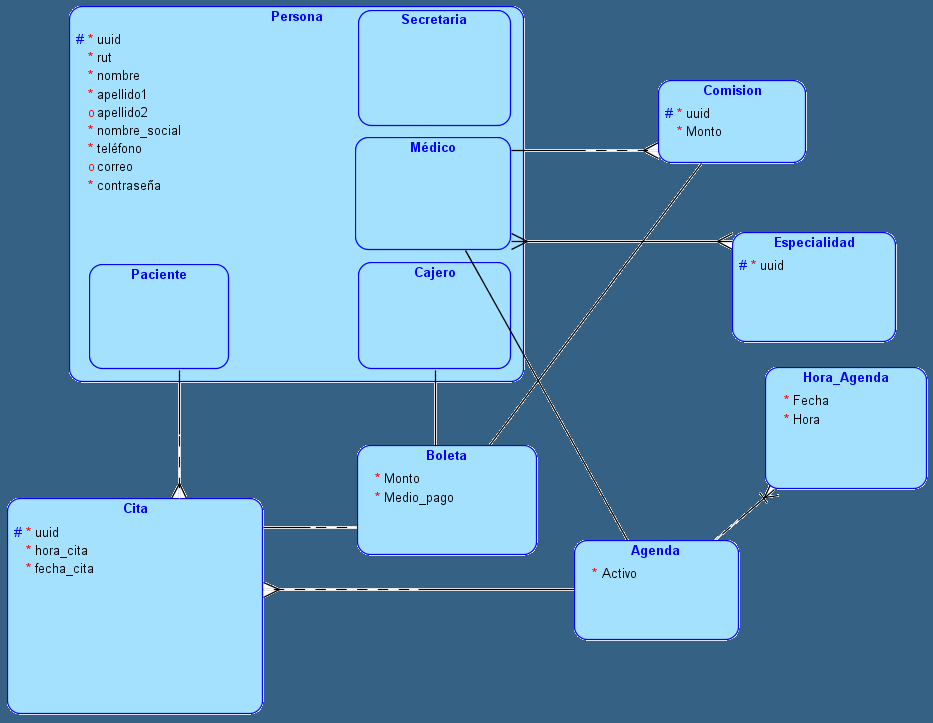 Persona
# * uuid
* rut
* nombre
* apellido1
o apellido2
* nombre_social
* teléfono
o correo
* contraseña
Secretaria
Médico
Paciente
Cajero
Comision
# * uuid
* Monto
Especialidad
# * uuid
Hora_Agenda
* Fecha
* Hora
Boleta
* Monto
* Medio_pago
Cita
# * uuid
* hora_cita
* fecha_cita
Agenda
* Activo